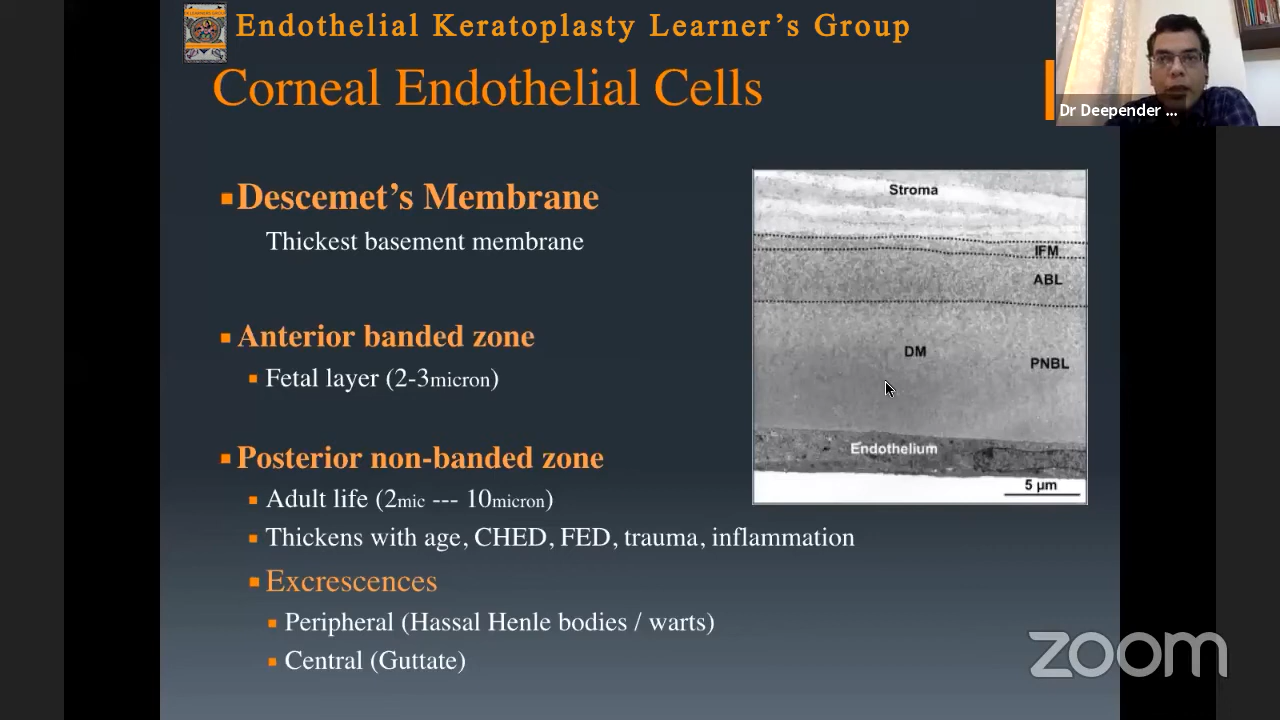 Endothelial Keratoplasty Learner's Group
Corneal Endothelial Cells
Dr Deepender ...
Descemet's Membrane
Thickest basement membrane
Anterior banded zone
Fetal layer (2-3micron)
Posterior non-banded zone
Adult life (2mic --- 10micron)
Thickens with age, CHED, FED, trauma, inflammation
Excrescences
Peripheral (Hassal Henle bodies / warts)
Central (Guttate)
Stroma
IFM
ABL
DM
PNBL
Endothelium
5 µm
zoom